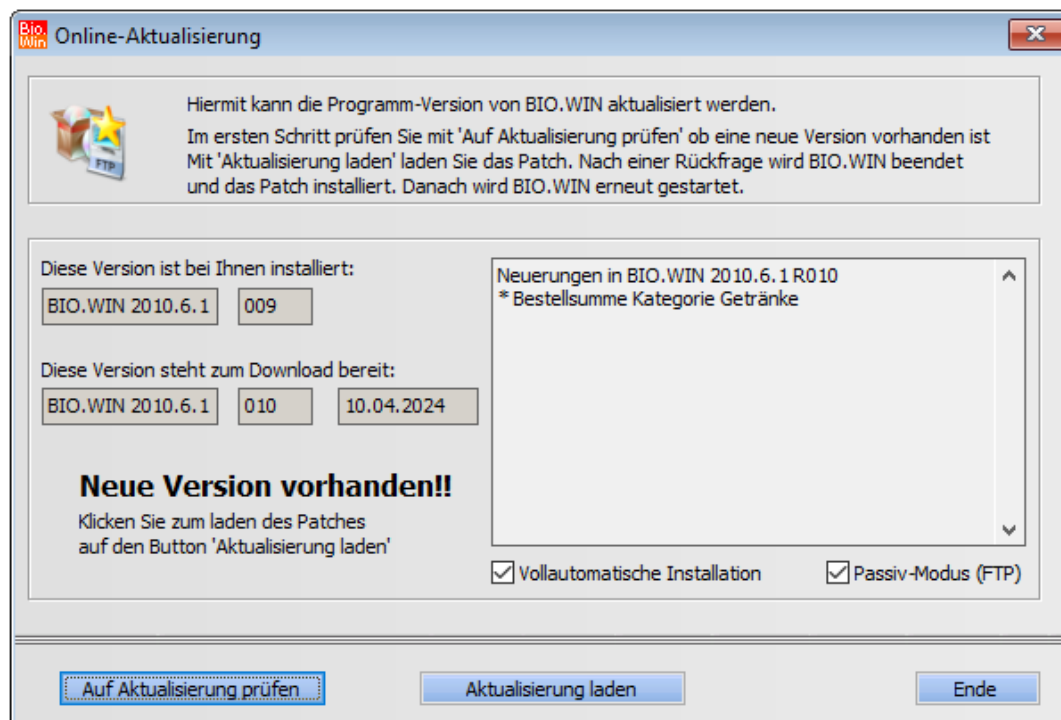 Bio.
Win
Online-Aktualisierung
FTP
Hiermit kann die Programm-Version von BIO.WIN aktualisiert werden.
Im ersten Schritt prüfen Sie mit 'Auf Aktualisierung prüfen' ob eine neue Version vorhanden ist
Mit 'Aktualisierung laden' laden Sie das Patch. Nach einer Rückfrage wird BIO.WIN beendet
und das Patch installiert. Danach wird BIO.WIN erneut gestartet.
Diese Version ist bei Ihnen installiert:
BIO.WIN 2010.6.1 009
Diese Version steht zum Download bereit:
BIO.WIN 2010.6.1 010 10.04.2024
Neue Version vorhanden!!
Klicken Sie zum laden des Patches
auf den Button 'Aktualisierung laden'
Neuerungen in BIO.WIN 2010.6.1 R010
* Bestellsumme Kategorie Getränke
Vollautomatische Installation Passiv-Modus (FTP)
Auf Aktualisierung prüfen Aktualisierung laden Ende